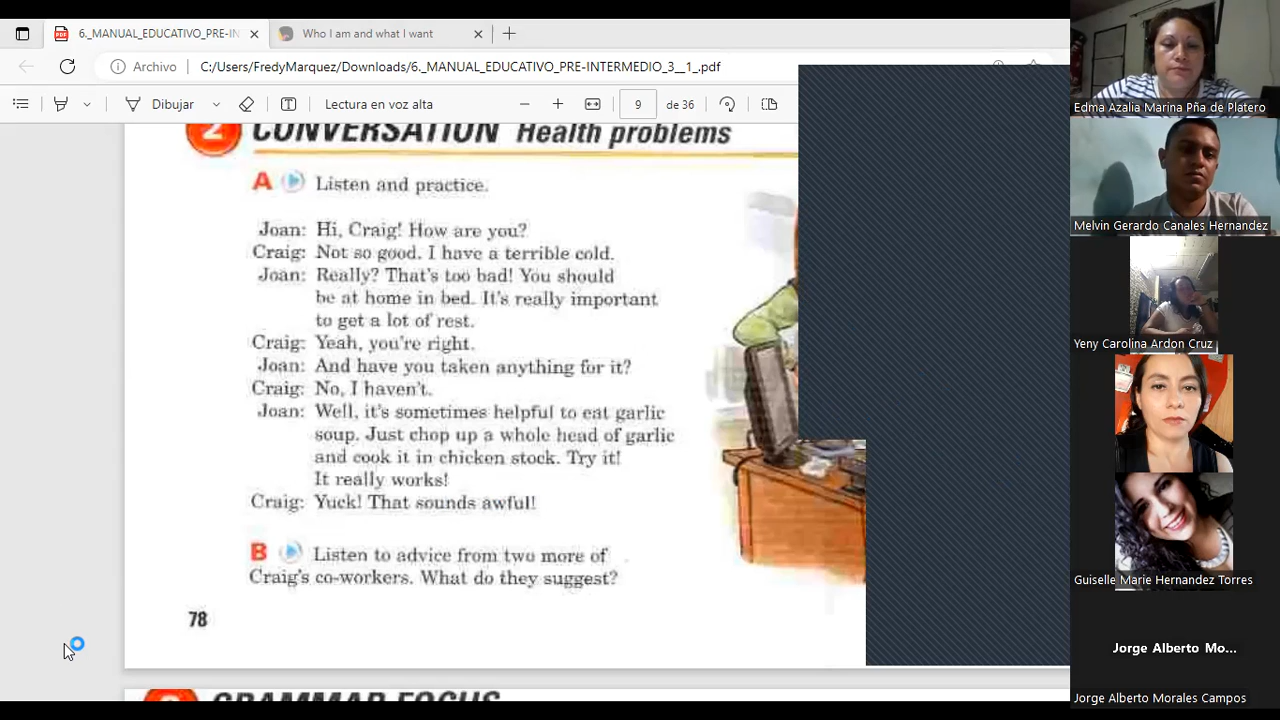 6._MANUAL_EDUCATIVO_PRE-IN
Who I am and what I want
Archivo
C:/Users/FredyMarquez/Downloads/6._MANUAL_EDUCATIVO_PRE-INTERMEDIO_3__1_.pdf
Dibujar
Lectura en voz alta
9
de 36
2 CONVERSATION Health problems
A Listen and practice.
Joan: Hi, Craig! How are you?
Craig: Not so good. I have a terrible cold.
Joan: Really? That's too bad! You should
be at home in bed. It's really important
to get a lot of rest.
Craig: Yeah, you're right.
Joan: And have you taken anything for it?
Craig: No, I haven't.
Joan: Well, it's sometimes helpful to eat garlic
soup. Just chop up a whole head of garlic
and cook it in chicken stock. Try it!
It really works!
Craig: Yuck! That sounds awful!
B Listen to advice from two more of
Craig's co-workers. What do they suggest?
78
GRAMMAR FOCUS
Edma Azalia Marina Pña de Platero
Melvin Gerardo Canales Hernandez
Yeny Carolina Ardon Cruz
Guiselle Marie Hernandez Torres
Jorge Alberto Mo...
Jorge Alberto Morales Campos